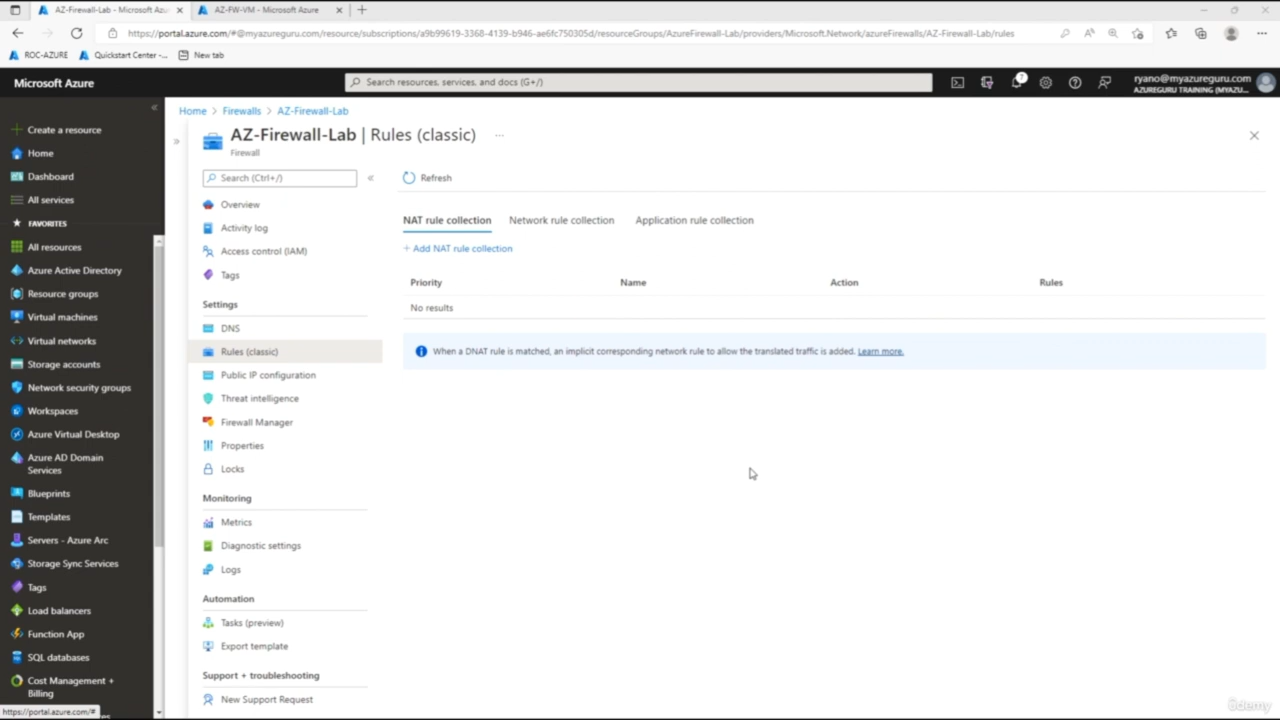 AZ-Firewall-Lab - Microsoft Azu
AZ-FW-VM - Microsoft Azure
https://portal.azure.com/#@myazureguru.com/resource/subscriptions/a9b99619-3368-4139-b946-ae6fc750305d/resourceGroups/AzureFirewall-Lab/providers/Microsoft.Network/azureFirewalls/AZ-Firewall-Lab/rules
ROC-AZURE
Quickstart Center -...
New tab
Microsoft Azure
Search resources, services, and docs (G+/)
7
ryano@myazureguru.com
AZUREGURU TRAINING (MYAZU...
Home > Firewalls > AZ-Firewall-Lab
Create a resource
Home
Dashboard
All services
FAVORITES
All resources
Azure Active Directory
Resource groups
Virtual machines
Virtual networks
Storage accounts
Network security groups
Workspaces
Azure Virtual Desktop
Azure AD Domain
Services
Blueprints
Templates
Servers - Azure Arc
Storage Sync Services
Tags
Load balancers
Function App
SQL databases
Cost Management +
Billing
https://portal.azure.com/#
AZ-Firewall-Lab | Rules (classic) ...
Firewall
Search (Ctrl+/)
Overview
Activity log
Access control (IAM)
Tags
Settings
DNS
Rules (classic)
Public IP configuration
Threat intelligence
Firewall Manager
Properties
Locks
Monitoring
Metrics
Diagnostic settings
Logs
Automation
Tasks (preview)
Export template
Support + troubleshooting
New Support Request
Refresh
NAT rule collection Network rule collection Application rule collection
+ Add NAT rule collection
Priority Name Action Rules
No results
When a DNAT rule is matched, an implicit corresponding network rule to allow the translated traffic is added. Learn more.
ûdemy